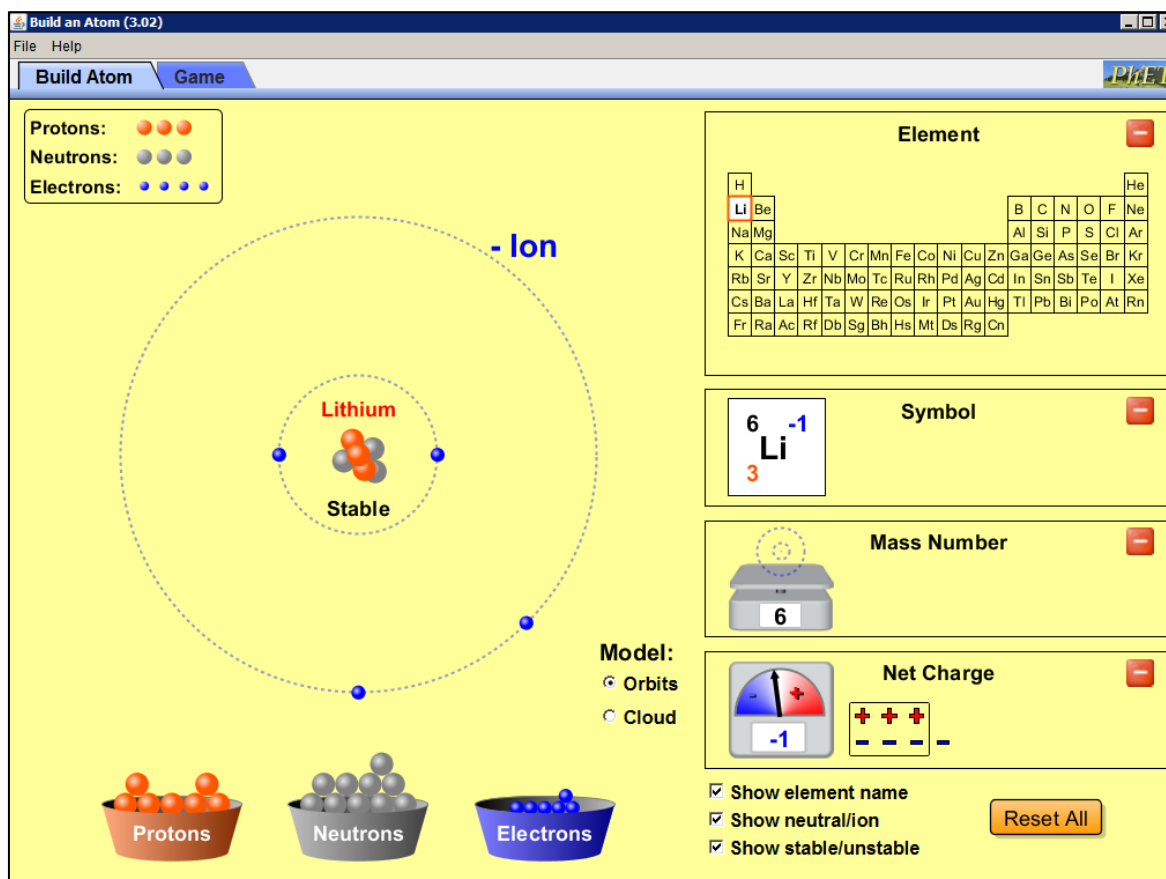 Build an Atom (3.02)
File Help
Build Atom Game PhET
Protons:
Neutrons:
Electrons:
- Ion
Lithium
Stable
Model:
Orbits
Cloud
Protons Neutrons Electrons
Element
H He
Li Be B C N O F Ne
Na Mg Al Si P S Cl Ar
K Ca Sc Ti V Cr Mn Fe Co Ni Cu Zn Ga Ge As Se Br Kr
Rb Sr Y Zr Nb Mo Tc Ru Rh Pd Ag Cd In Sn Sb Te I Xe
Cs Ba La Hf Ta W Re Os Ir Pt Au Hg Tl Pb Bi Po At Rn
Fr Ra Ac Rf Db Sg Bh Hs Mt Ds Rg Cn
Symbol
6 -1
Li
3
Mass Number
6
Net Charge
- +
-1
+ + +
- - - -
Show element name
Show neutral/ion
Show stable/unstable
Reset All